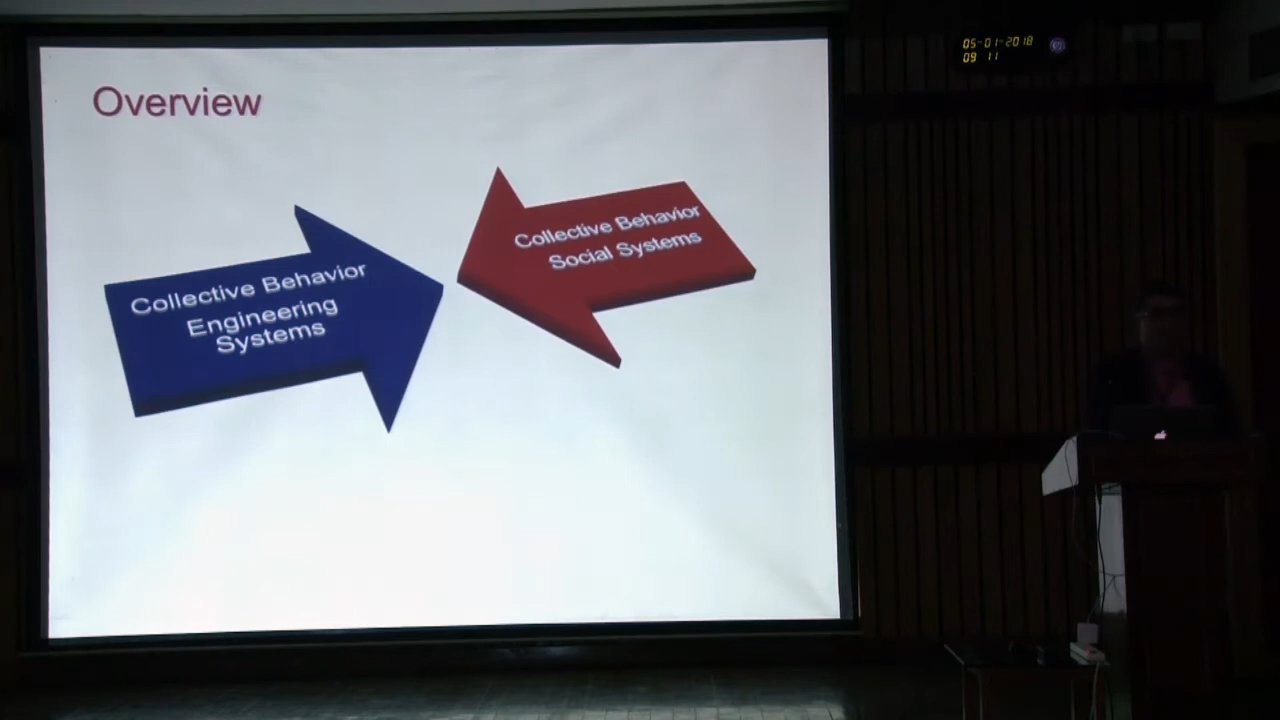 Overview
Collective Behavior
Engineering
Systems
Collective Behavior
Social Systems
05-01-2018
09 11